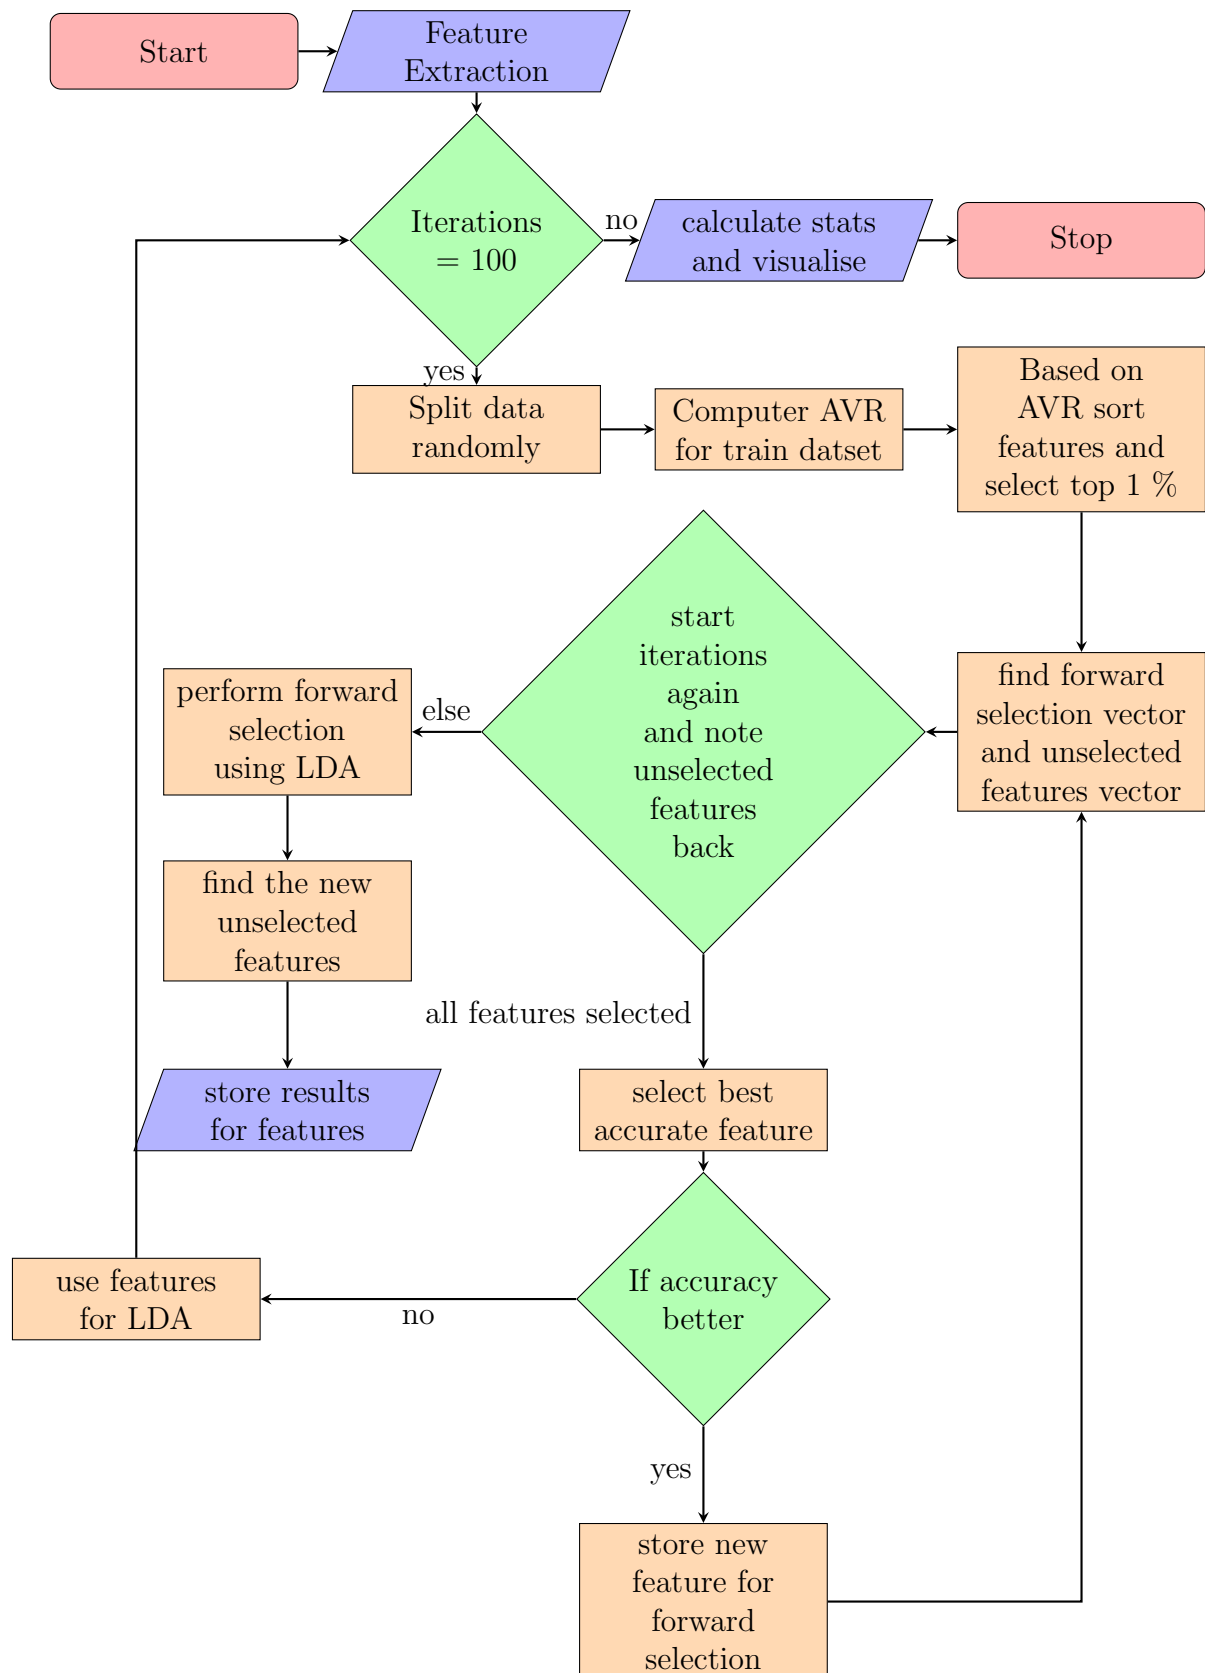 Start
Feature
Extraction
Iterations
= 100
no
calculate stats
and visualise
Stop
yes
Split data
randomly
Computer AVR
for train datset
Based on
AVR sort
features and
select top 1 %
start
iterations
again
and note
unselected
features
back
find forward
selection vector
and unselected
features vector
else
perform forward
selection
using LDA
find the new
unselected
features
store results
for features
all features selected
select best
accurate feature
If accuracy
better
no
use features
for LDA
yes
store new
feature for
forward
selection